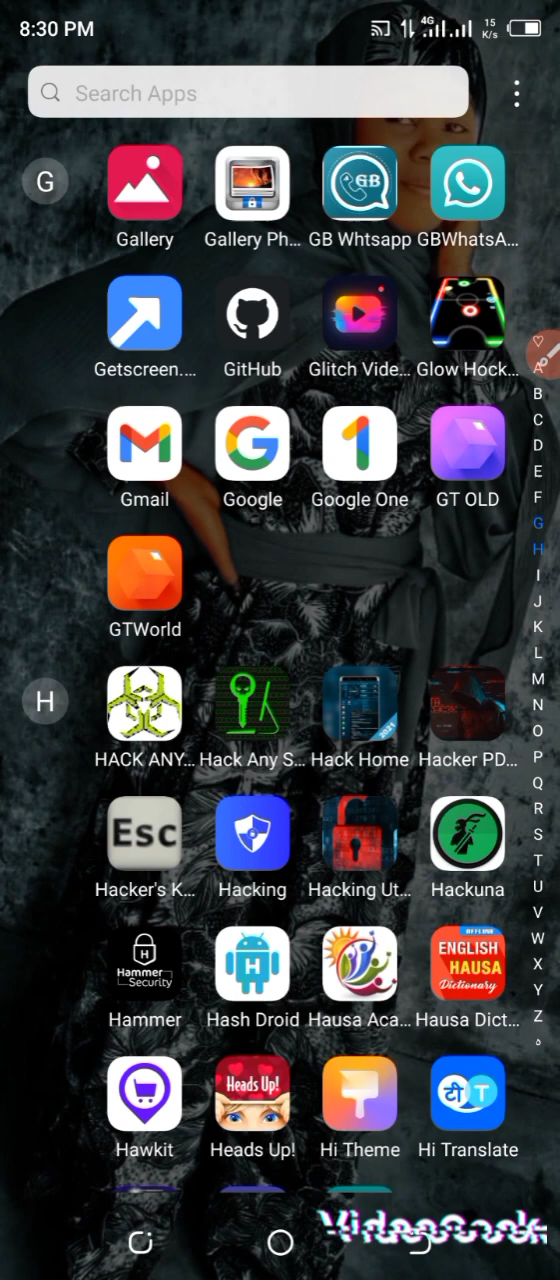 8:30 PM 4G 15 K/s
Search Apps
G
GB
Gallery Gallery Ph... GB Whtsapp GBWhatsA...
Getscreen.... GitHub Glitch Vide... Glow Hock...
Gmail Google Google One GT OLD
GTWorld
H
2021
HACK ANY... Hack Any S... Hack Home Hacker PD...
Esc
Hacker's K... Hacking Hacking Ut... Hackuna
H
Hammer
Security
H
OFFLINE
ENGLISH
HAUSA
Dictionary
Hammer Hash Droid Hausa Aca... Hausa Dict...
Heads Up!
टी T
Hawkit Heads Up! Hi Theme Hi Translate
A
B
C
D
E
F
G
H
I
J
K
L
M
N
O
P
Q
R
S
T
U
V
W
X
Y
Z
VideoCook